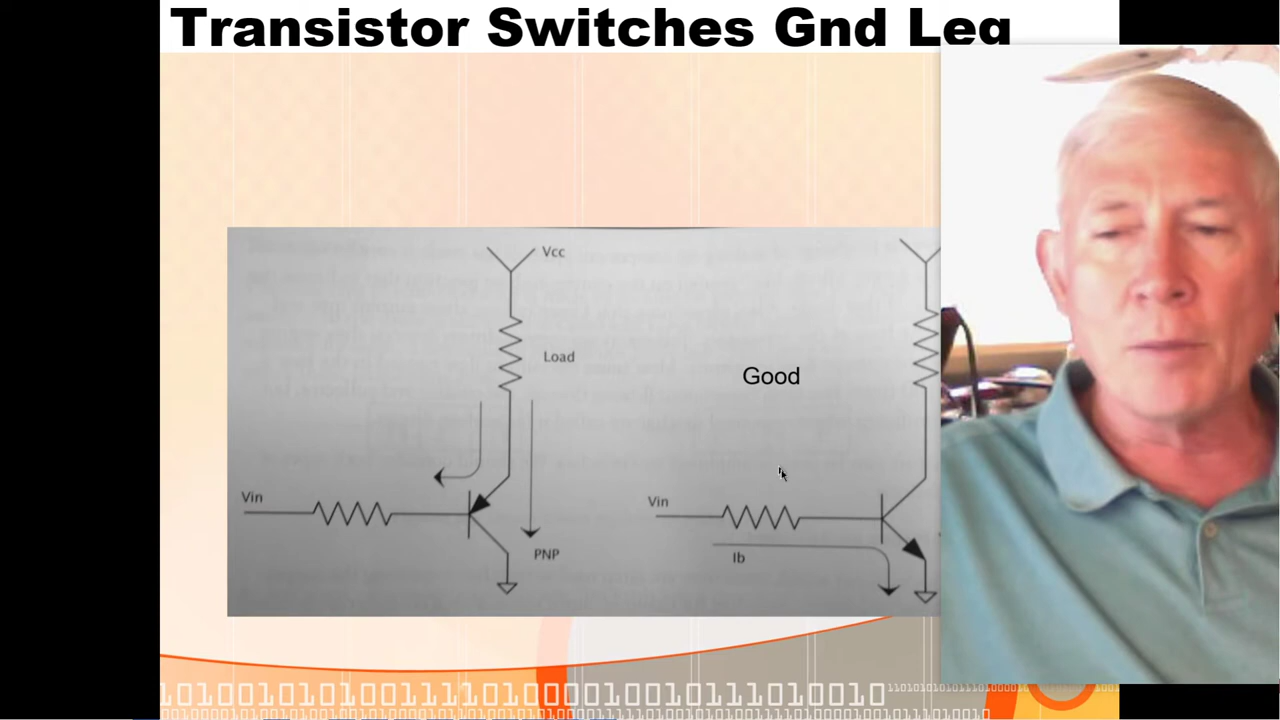 Transistor Switches Gnd Leg
Vcc
Load
Good
Vin
Vin
PNP
Ib